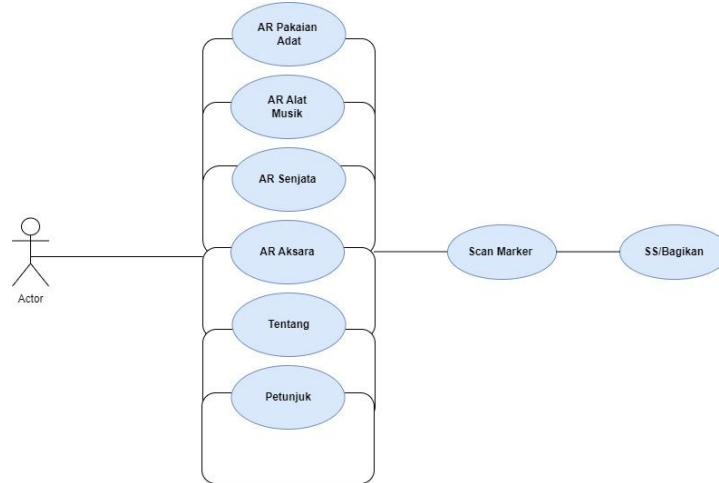 AR Pakaian
Adat
AR Alat
Musik
AR Senjata
AR Aksara
Tentang
Petunjuk
Actor
Scan Marker
SS/Bagikan